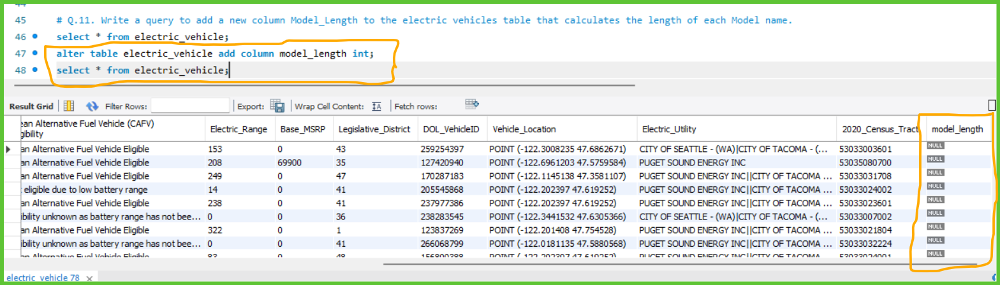 44
45 # Q.11. Write a query to add a new column Model_Length to the electric vehicles table that calculates the length of each Model name.
46 select * from electric_vehicle;
47 alter table electric_vehicle add column model_length int;
48 select * from electric_vehicle;
Result Grid Filter Rows: Export: Wrap Cell Content: Fetch rows:
ean Alternative Fuel Vehicle (CAFV)
gibility Electric_Range Base_MSRP Legislative_District DOL_VehicleID Vehicle_Location Electric_Utility 2020_Census_Tract model_length
an Alternative Fuel Vehicle Eligible 153 0 43 259254397 POINT (-122.3008235 47.6862671) CITY OF SEATTLE - (WA)|CITY OF TACOMA - (... 53033003601 NULL
an Alternative Fuel Vehicle Eligible 208 69900 35 127420940 POINT (-122.6961203 47.5759584) PUGET SOUND ENERGY INC 53035080700 NULL
an Alternative Fuel Vehicle Eligible 249 0 47 170287183 POINT (-122.1145138 47.3581107) PUGET SOUND ENERGY INC||CITY OF TACOMA ... 53033031708 NULL
eligible due to low battery range 14 0 41 205545868 POINT (-122.202397 47.619252) PUGET SOUND ENERGY INC||CITY OF TACOMA ... 53033024002 NULL
an Alternative Fuel Vehicle Eligible 238 0 41 237977386 POINT (-122.202397 47.619252) PUGET SOUND ENERGY INC||CITY OF TACOMA ... 53033023601 NULL
ibility unknown as battery range has not bee... 0 0 36 238283545 POINT (-122.3441532 47.6305366) CITY OF SEATTLE - (WA)|CITY OF TACOMA - (... 53033007002 NULL
an Alternative Fuel Vehicle Eligible 322 0 1 123837269 POINT (-122.201408 47.754528) PUGET SOUND ENERGY INC||CITY OF TACOMA ... 53033021804 NULL
ibility unknown as battery range has not bee... 0 0 41 266068799 POINT (-122.0181135 47.5880568) PUGET SOUND ENERGY INC||CITY OF TACOMA ... 53033032224 NULL
an Alternative Fuel Vehicle Eligible 83 0 48 POINT (-122.202397 47.619252) PUGET SOUND ENERGY INC||CITY OF TACOMA ... 53033024001 NULL
electric_vehicle 78